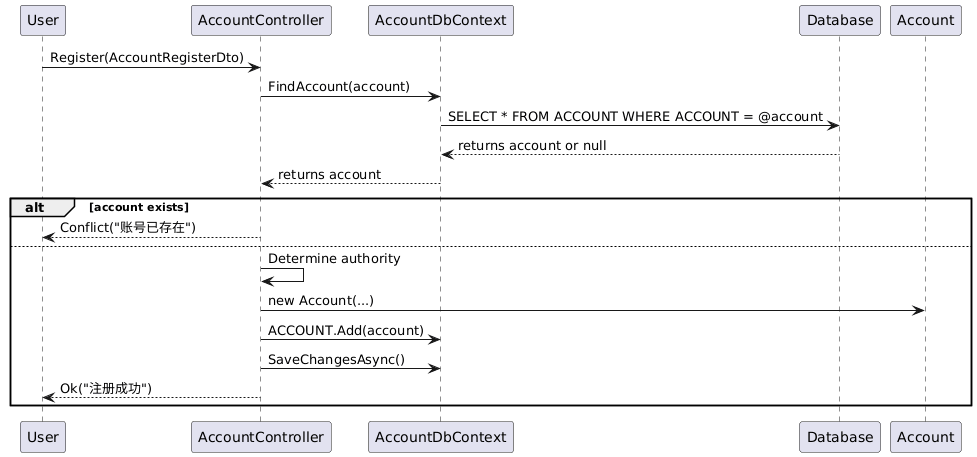 User AccountController AccountDbContext Database Account
Register(AccountRegisterDto)
FindAccount(account)
SELECT * FROM ACCOUNT WHERE ACCOUNT = @account
returns account or null
returns account
alt [account exists]
Conflict("账号已存在")
Determine authority
new Account(...)
ACCOUNT.Add(account)
SaveChangesAsync()
Ok("注册成功")
User AccountController AccountDbContext Database Account